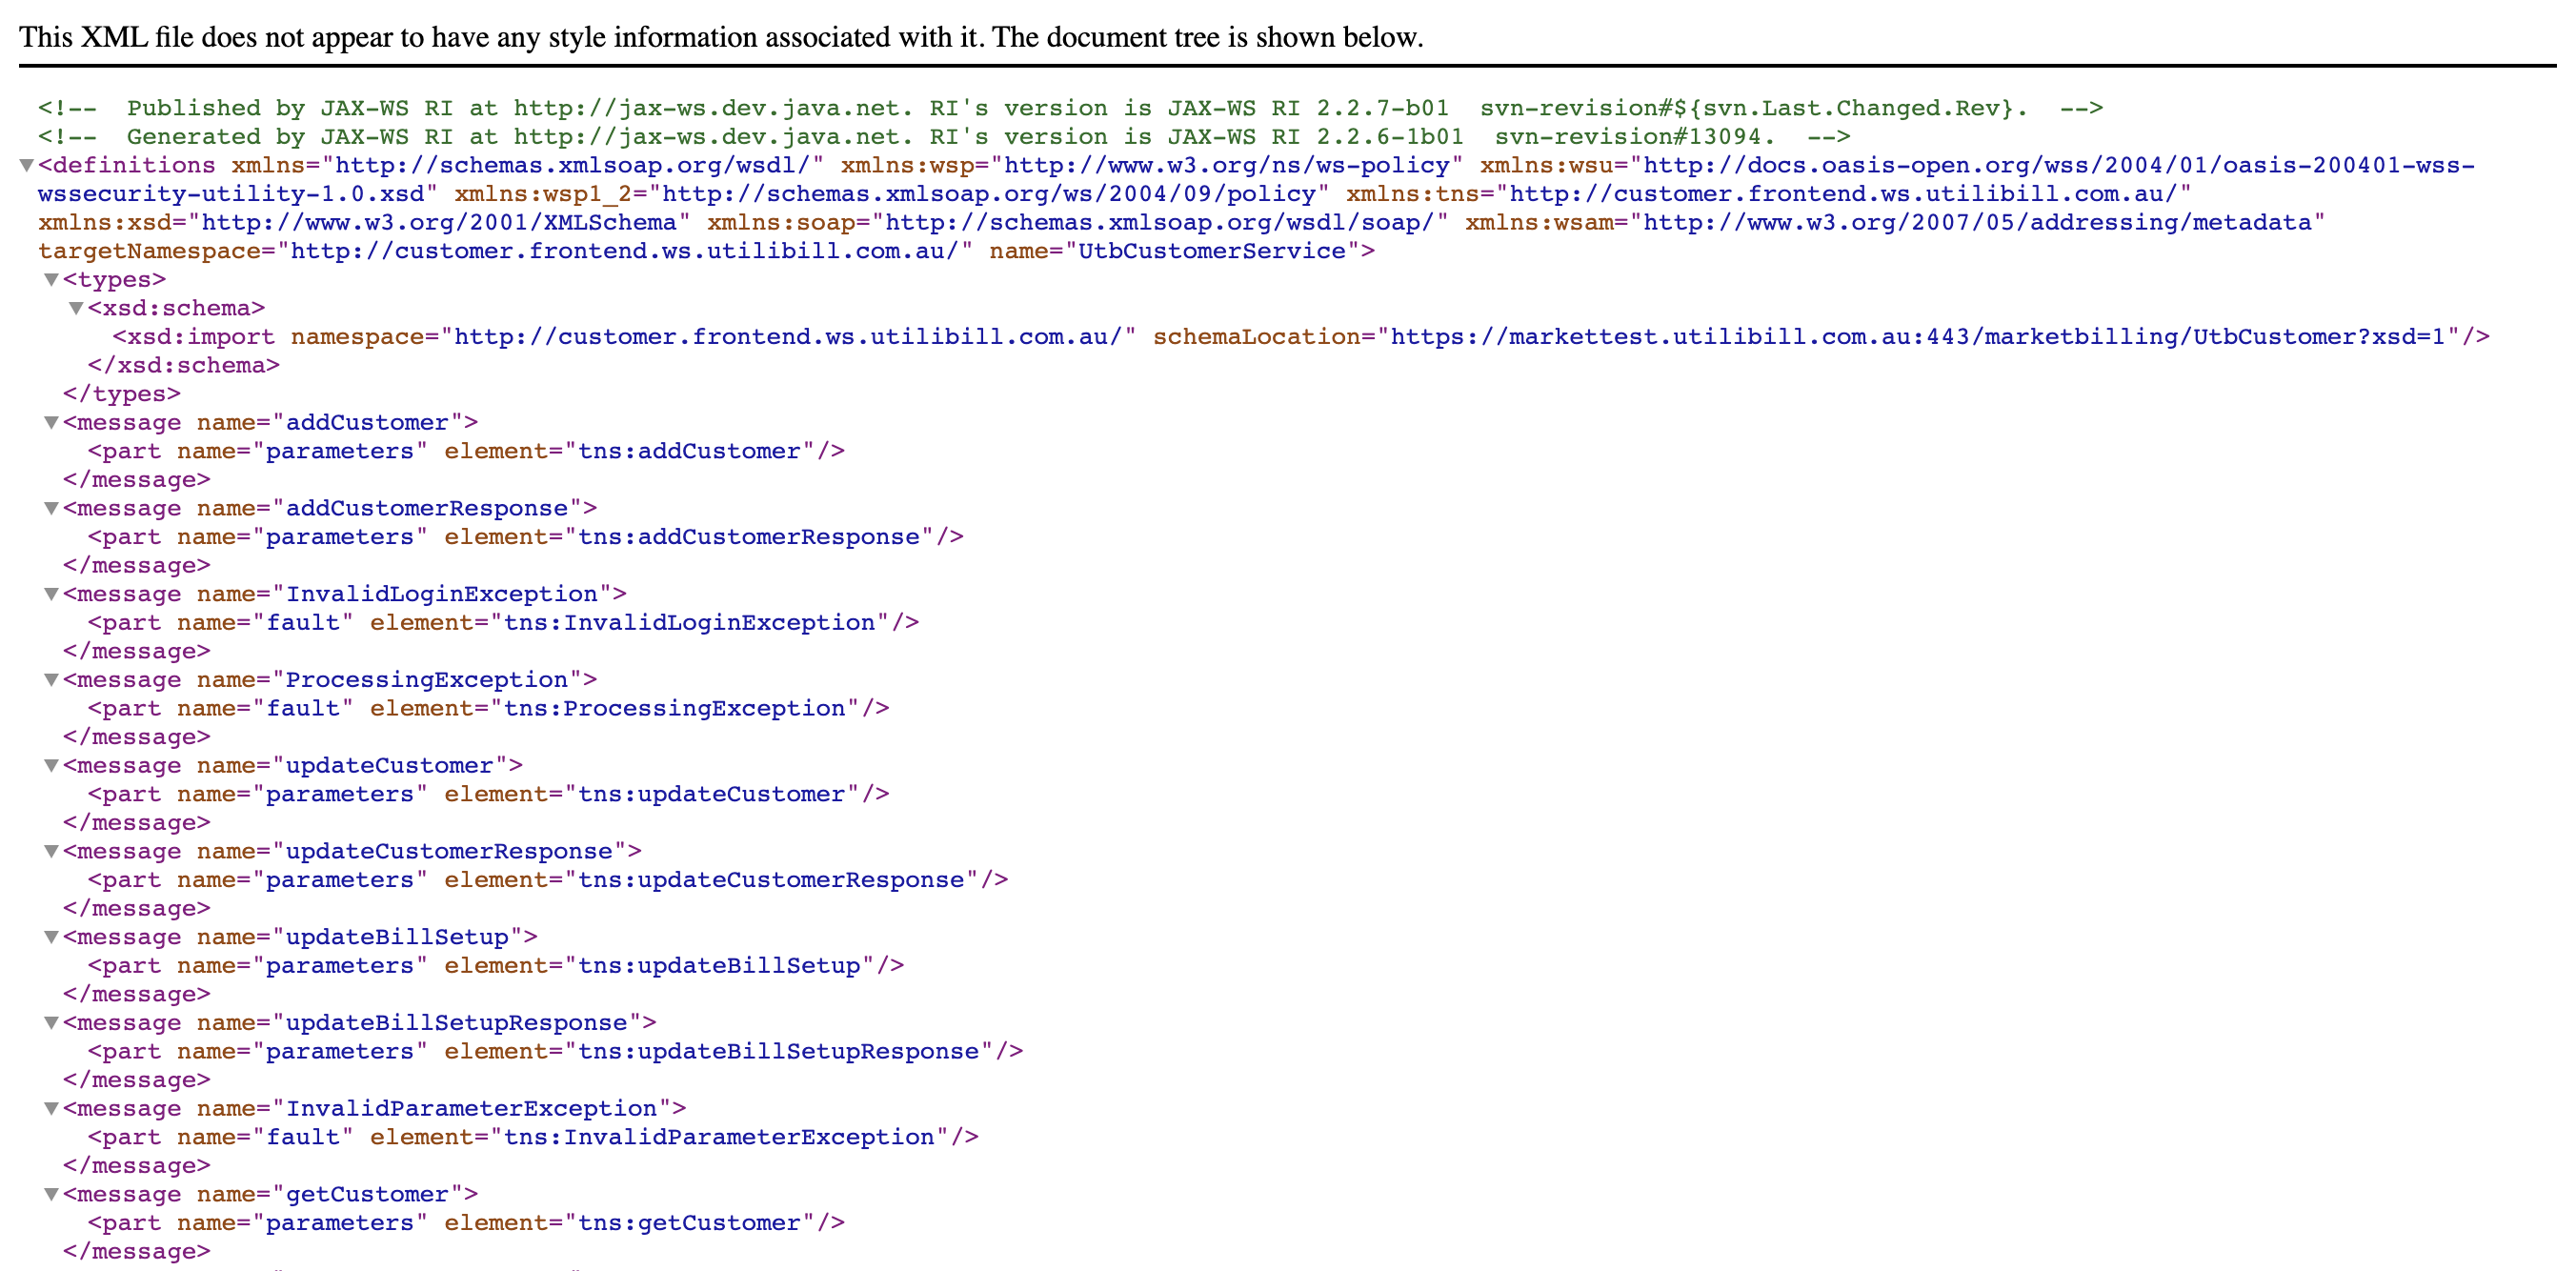 This XML file does not appear to have any style information associated with it. The document tree is shown below.
<!--  Published by JAX-WS RI at http://jax-ws.dev.java.net. RI's version is JAX-WS RI 2.2.7-b01  svn-revision#${svn.Last.Changed.Rev}.  -->
<!--  Generated by JAX-WS RI at http://jax-ws.dev.java.net. RI's version is JAX-WS RI 2.2.6-1b01  svn-revision#13094.  -->
▼<definitions xmlns="http://schemas.xmlsoap.org/wsdl/" xmlns:wsp="http://www.w3.org/ns/ws-policy" xmlns:wsu="http://docs.oasis-open.org/wss/2004/01/oasis-200401-wss-
wssecurity-utility-1.0.xsd" xmlns:wsp1_2="http://schemas.xmlsoap.org/ws/2004/09/policy" xmlns:tns="http://customer.frontend.ws.utilibill.com.au/"
xmlns:xsd="http://www.w3.org/2001/XMLSchema" xmlns:soap="http://schemas.xmlsoap.org/wsdl/soap/" xmlns:wsam="http://www.w3.org/2007/05/addressing/metadata"
targetNamespace="http://customer.frontend.ws.utilibill.com.au/" name="UtbCustomerService">
▼<types>
▼<xsd:schema>
<xsd:import namespace="http://customer.frontend.ws.utilibill.com.au/" schemaLocation="https://markettest.utilibill.com.au:443/marketbilling/UtbCustomer?xsd=1"/>
</xsd:schema>
</types>
▼<message name="addCustomer">
<part name="parameters" element="tns:addCustomer"/>
</message>
▼<message name="addCustomerResponse">
<part name="parameters" element="tns:addCustomerResponse"/>
</message>
▼<message name="InvalidLoginException">
<part name="fault" element="tns:InvalidLoginException"/>
</message>
▼<message name="ProcessingException">
<part name="fault" element="tns:ProcessingException"/>
</message>
▼<message name="updateCustomer">
<part name="parameters" element="tns:updateCustomer"/>
</message>
▼<message name="updateCustomerResponse">
<part name="parameters" element="tns:updateCustomerResponse"/>
</message>
▼<message name="updateBillSetup">
<part name="parameters" element="tns:updateBillSetup"/>
</message>
▼<message name="updateBillSetupResponse">
<part name="parameters" element="tns:updateBillSetupResponse"/>
</message>
▼<message name="InvalidParameterException">
<part name="fault" element="tns:InvalidParameterException"/>
</message>
▼<message name="getCustomer">
<part name="parameters" element="tns:getCustomer"/>
</message>